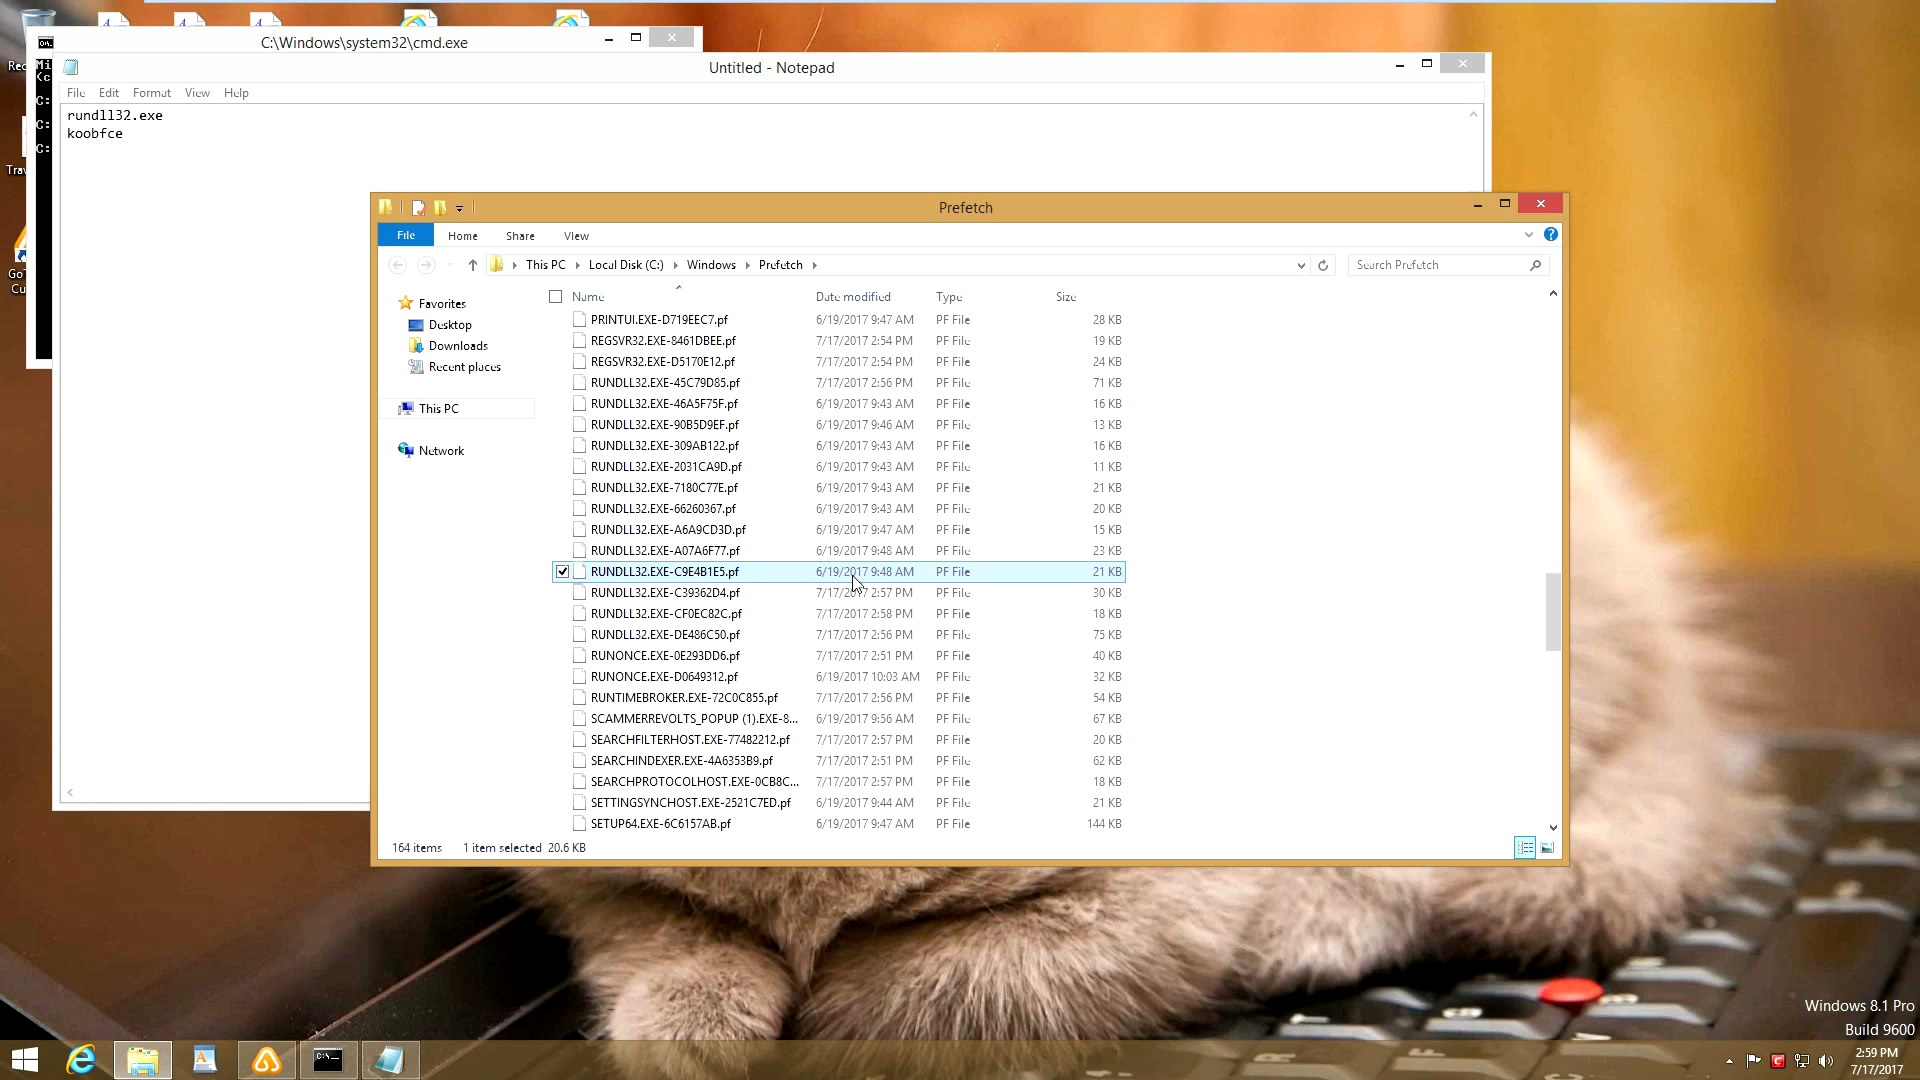 C:\Windows\system32\cmd.exe
Untitled - Notepad
File Edit Format View Help
rundll32.exe
koobfce
Prefetch
File Home Share View
This PC Local Disk (C:) Windows Prefetch
Search Prefetch
Favorites
Desktop
Downloads
Recent places
This PC
Network
Name Date modified Type Size
PRINTUI.EXE-D719EEC7.pf 6/19/2017 9:47 AM PF File 28 KB
REGSVR32.EXE-8461DBEE.pf 7/17/2017 2:54 PM PF File 19 KB
REGSVR32.EXE-D5170E12.pf 7/17/2017 2:54 PM PF File 24 KB
RUNDLL32.EXE-45C79D85.pf 7/17/2017 2:56 PM PF File 71 KB
RUNDLL32.EXE-46A5F75F.pf 6/19/2017 9:43 AM PF File 16 KB
RUNDLL32.EXE-90B5D9EF.pf 6/19/2017 9:46 AM PF File 13 KB
RUNDLL32.EXE-309AB122.pf 6/19/2017 9:43 AM PF File 16 KB
RUNDLL32.EXE-2031CA9D.pf 6/19/2017 9:43 AM PF File 11 KB
RUNDLL32.EXE-7180C77E.pf 6/19/2017 9:43 AM PF File 21 KB
RUNDLL32.EXE-66260367.pf 6/19/2017 9:43 AM PF File 20 KB
RUNDLL32.EXE-A6A9CD3D.pf 6/19/2017 9:47 AM PF File 15 KB
RUNDLL32.EXE-A07A6F77.pf 6/19/2017 9:48 AM PF File 23 KB
RUNDLL32.EXE-C9E4B1E5.pf 6/19/2017 9:48 AM PF File 21 KB
RUNDLL32.EXE-C39362D4.pf 7/17/2017 2:57 PM PF File 30 KB
RUNDLL32.EXE-CF0EC82C.pf 7/17/2017 2:58 PM PF File 18 KB
RUNDLL32.EXE-DE486C50.pf 7/17/2017 2:56 PM PF File 75 KB
RUNONCE.EXE-0E293DD6.pf 7/17/2017 2:51 PM PF File 40 KB
RUNONCE.EXE-D0649312.pf 6/19/2017 10:03 AM PF File 32 KB
RUNTIMEBROKER.EXE-72C0C855.pf 7/17/2017 2:56 PM PF File 54 KB
SCAMMERREVOLTS_POPUP (1).EXE-8... 6/19/2017 9:56 AM PF File 67 KB
SEARCHFILTERHOST.EXE-77482212.pf 7/17/2017 2:57 PM PF File 20 KB
SEARCHINDEXER.EXE-4A6353B9.pf 7/17/2017 2:51 PM PF File 62 KB
SEARCHPROTOCOLHOST.EXE-0CB8C... 7/17/2017 2:57 PM PF File 18 KB
SETTINGSYNCHOST.EXE-2521C7ED.pf 6/19/2017 9:44 AM PF File 21 KB
SETUP64.EXE-6C6157AB.pf 6/19/2017 9:47 AM PF File 144 KB
164 items 1 item selected 20.6 KB
Windows 8.1 Pro
Build 9600
2:59 PM
7/17/2017